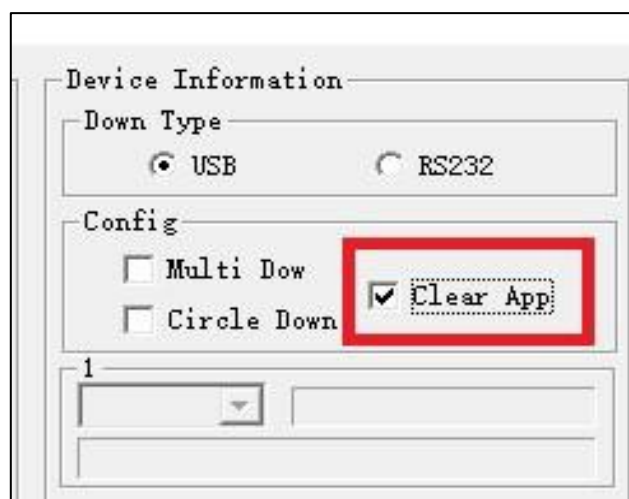 Device Information
Down Type
USB RS232
Config
Multi Dow
Clear App
Circle Down
1